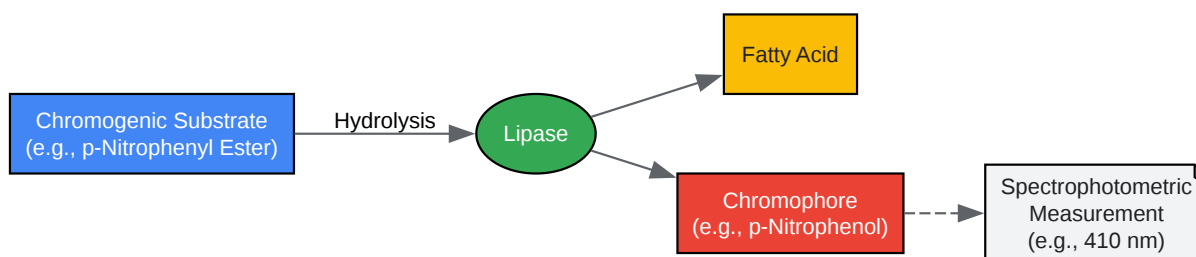 Chromogenic Substrate
(e.g., p-Nitrophenyl Ester)
Hydrolysis
Lipase
Fatty Acid
Chromophore
(e.g., p-Nitrophenol)
Spectrophotometric
Measurement
(e.g., 410 nm)